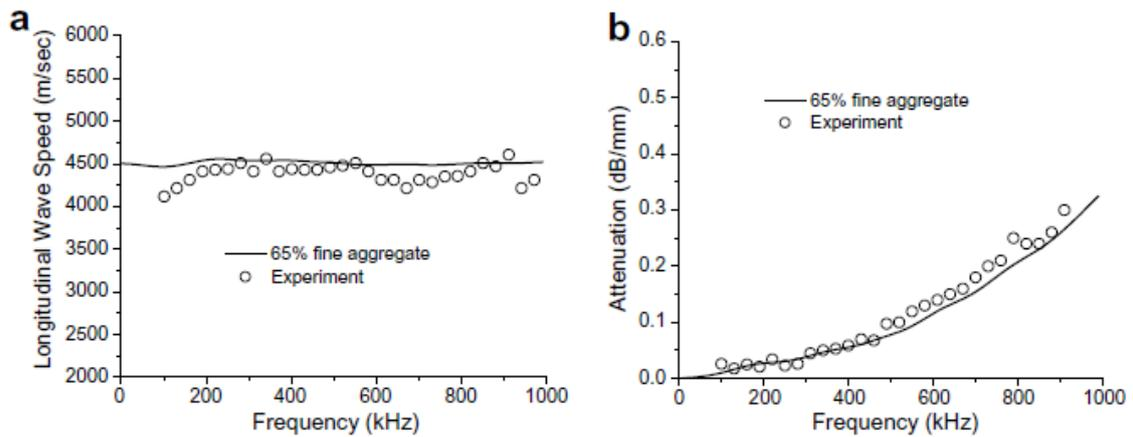 a
Longitudinal Wave Speed (m/sec)
6000
5500
5000
4500
4000
3500
3000
2500
2000
65% fine aggregate
Experiment
0 200 400 600 800 1000
Frequency (kHz)
b
Attenuation (dB/mm)
0.6
0.5
0.4
0.3
0.2
0.1
0.0
65% fine aggregate
Experiment
0 200 400 600 800 1000
Frequency (kHz)